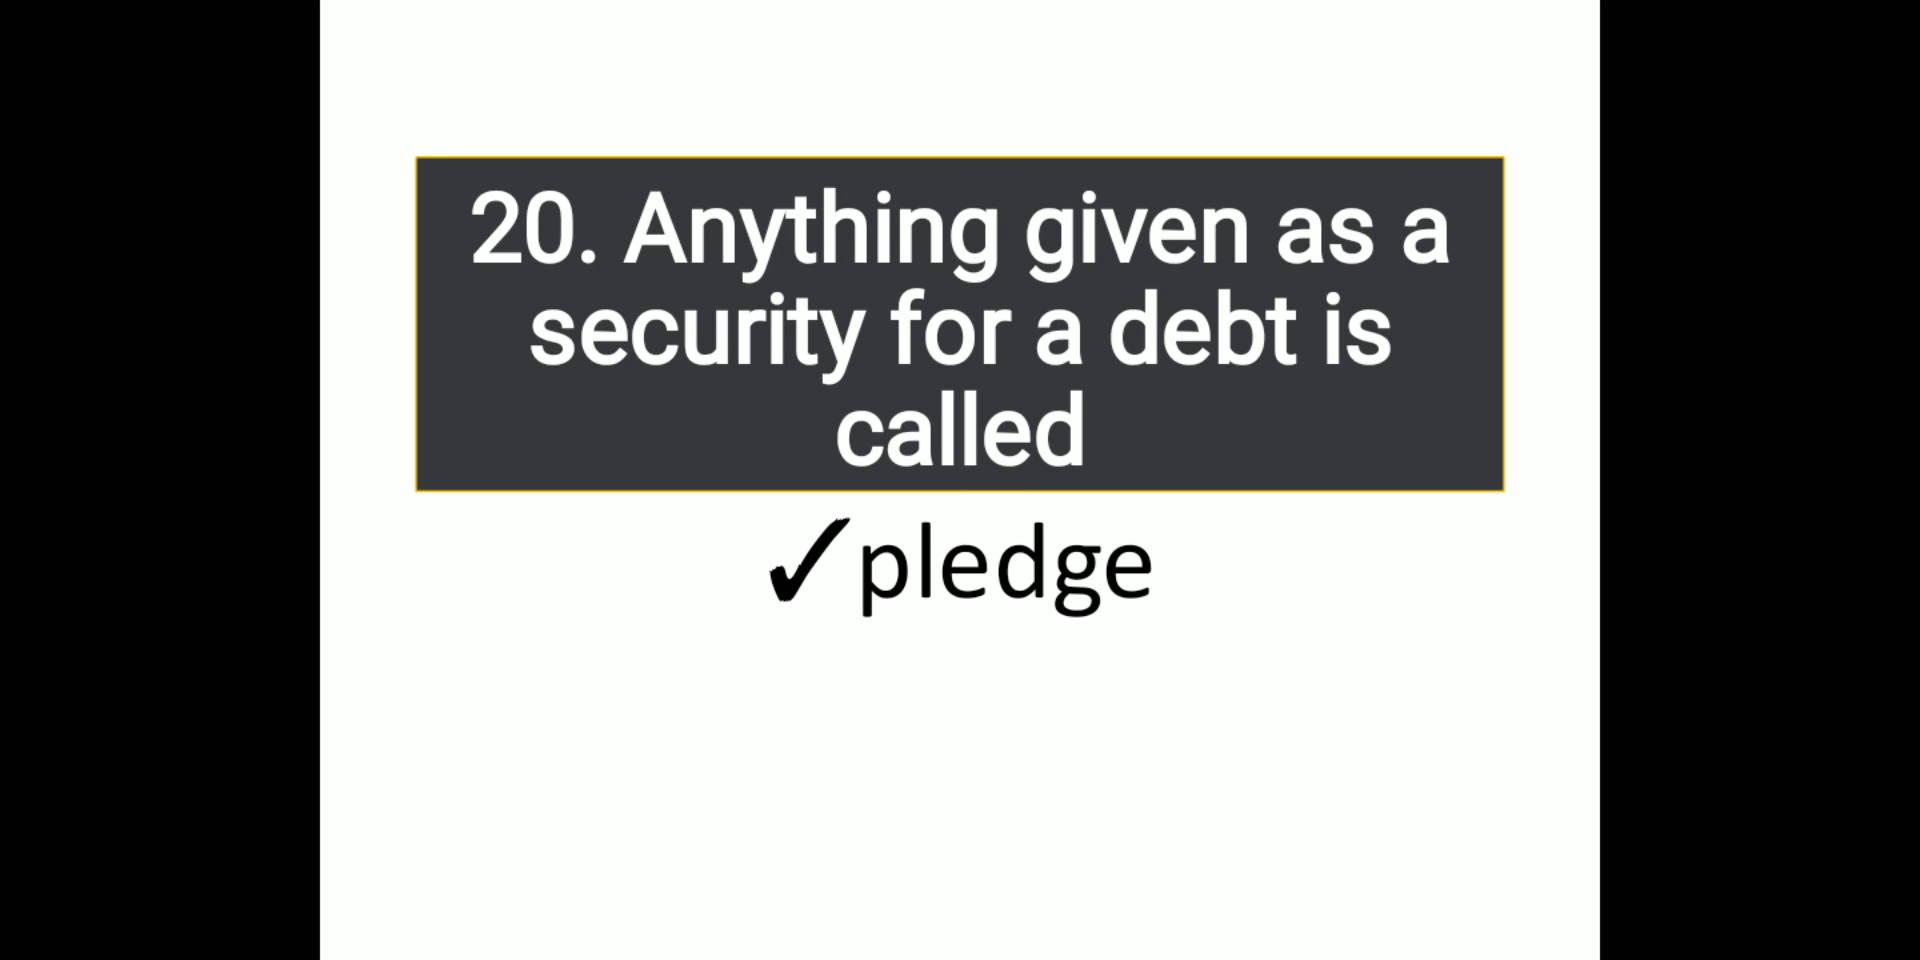 20. Anything given as a
security for a debt is
called
✓pledge